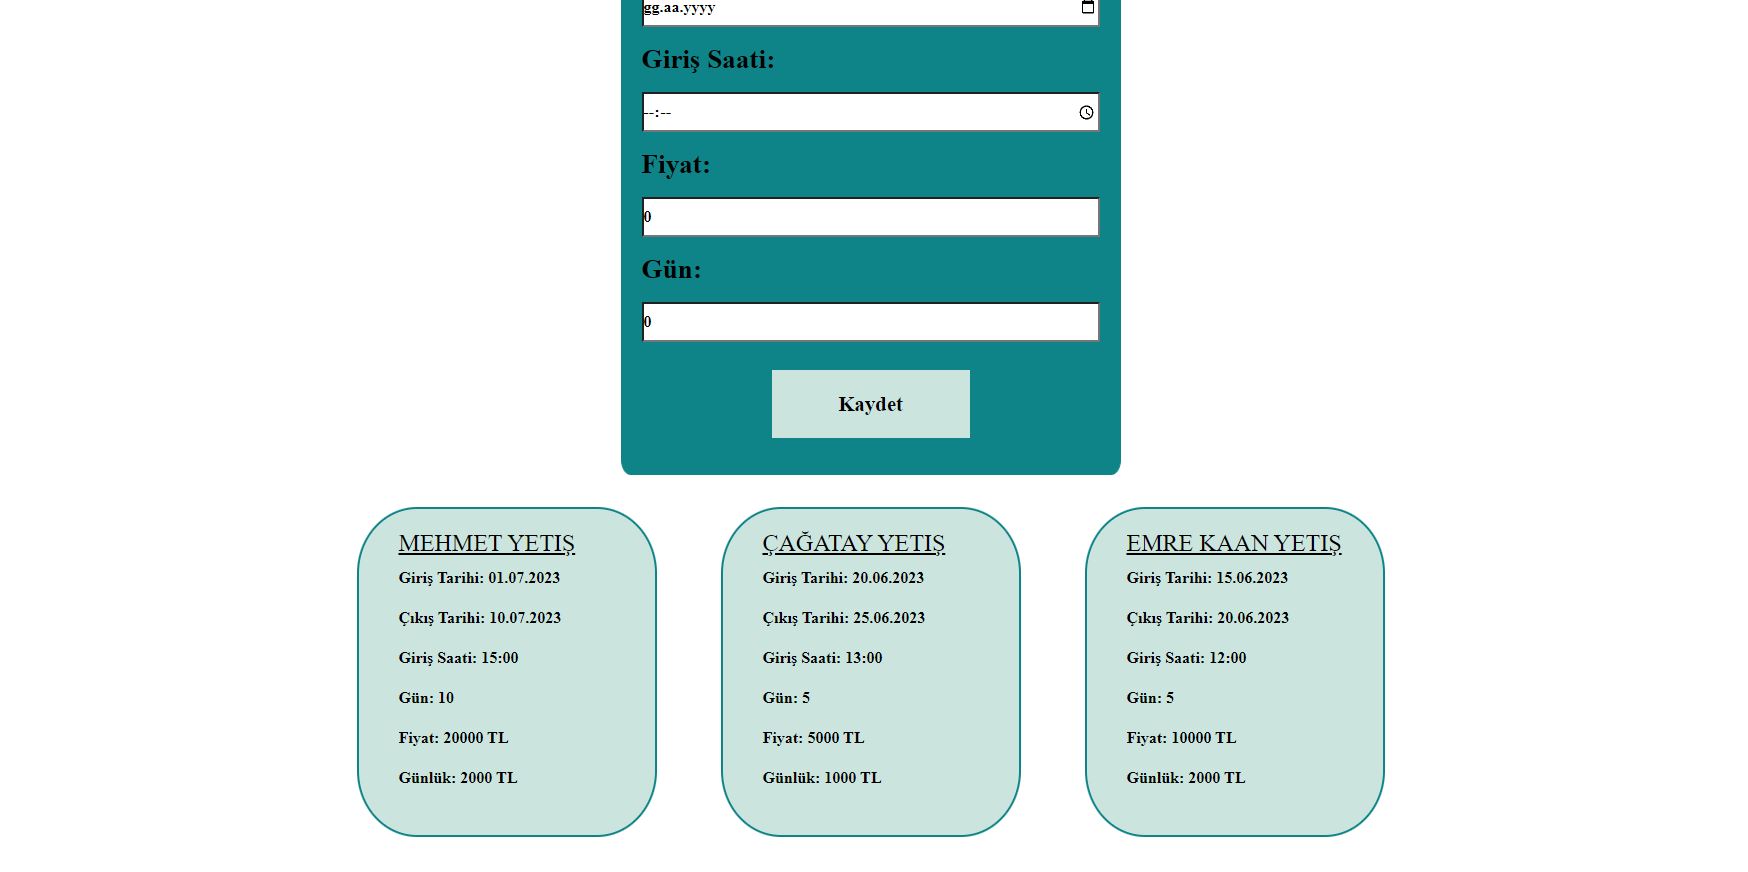 gg.aa.yyyy
Giriş Saati:
--:--
Fiyat:
0
Gün:
0
Kaydet
MEHMET YETIŞ
Giriş Tarihi: 01.07.2023
Çıkış Tarihi: 10.07.2023
Giriş Saati: 15:00
Gün: 10
Fiyat: 20000 TL
Günlük: 2000 TL
ÇAĞATAY YETIŞ
Giriş Tarihi: 20.06.2023
Çıkış Tarihi: 25.06.2023
Giriş Saati: 13:00
Gün: 5
Fiyat: 5000 TL
Günlük: 1000 TL
EMRE KAAN YETIŞ
Giriş Tarihi: 15.06.2023
Çıkış Tarihi: 20.06.2023
Giriş Saati: 12:00
Gün: 5
Fiyat: 10000 TL
Günlük: 2000 TL